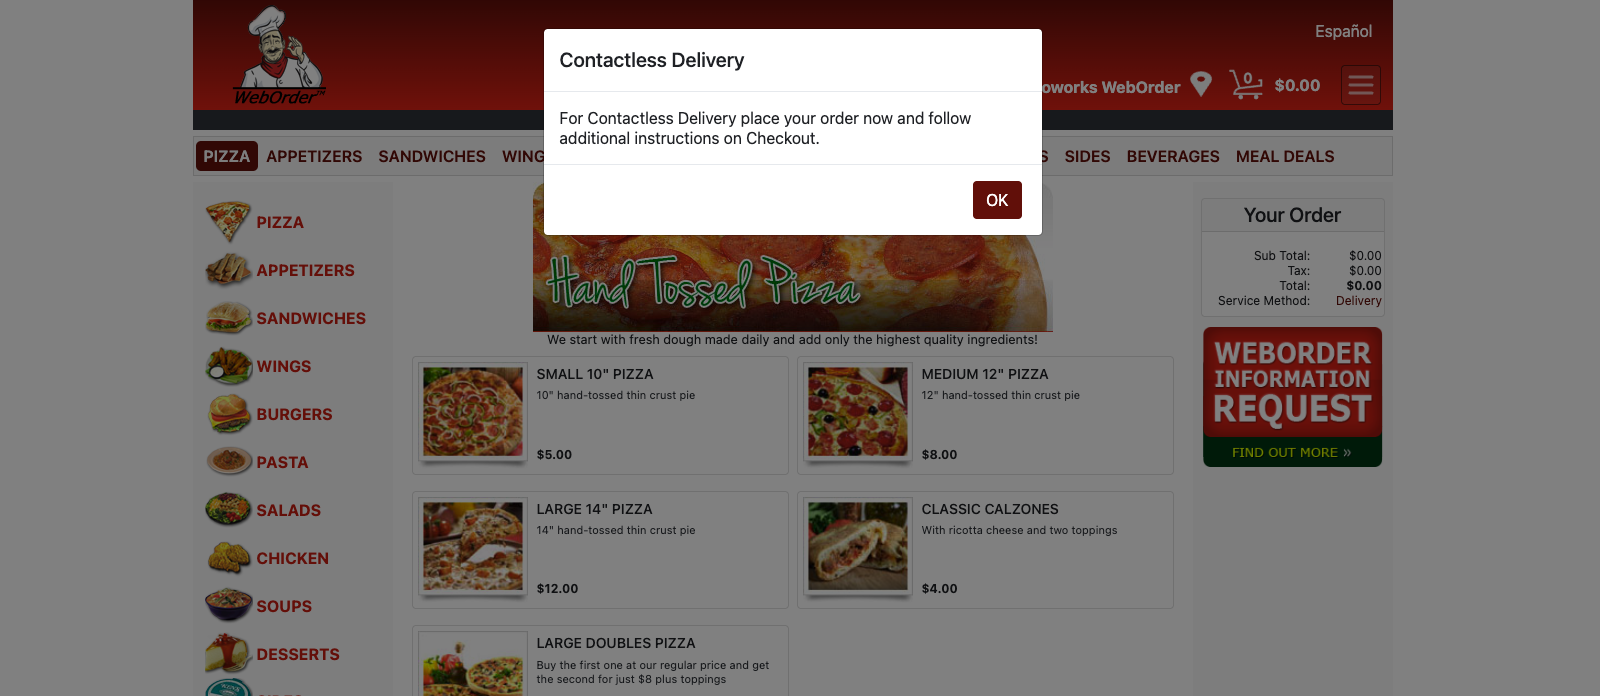 WebOrder™
Español
oworks WebOrder
0
$0.00
Contactless Delivery
For Contactless Delivery place your order now and follow
additional instructions on Checkout.
OK
PIZZA APPETIZERS SANDWICHES WING S SIDES BEVERAGES MEAL DEALS
PIZZA
APPETIZERS
SANDWICHES
WINGS
BURGERS
PASTA
SALADS
CHICKEN
SOUPS
DESSERTS
Hand Tossed Pizza
We start with fresh dough made daily and add only the highest quality ingredients!
SMALL 10" PIZZA
10" hand-tossed thin crust pie
$5.00
MEDIUM 12" PIZZA
12" hand-tossed thin crust pie
$8.00
LARGE 14" PIZZA
14" hand-tossed thin crust pie
$12.00
CLASSIC CALZONES
With ricotta cheese and two toppings
$4.00
LARGE DOUBLES PIZZA
Buy the first one at our regular price and get
the second for just $8 plus toppings
Your Order
Sub Total: $0.00
Tax: $0.00
Total: $0.00
Service Method: Delivery
WEBORDER
INFORMATION
REQUEST
FIND OUT MORE »